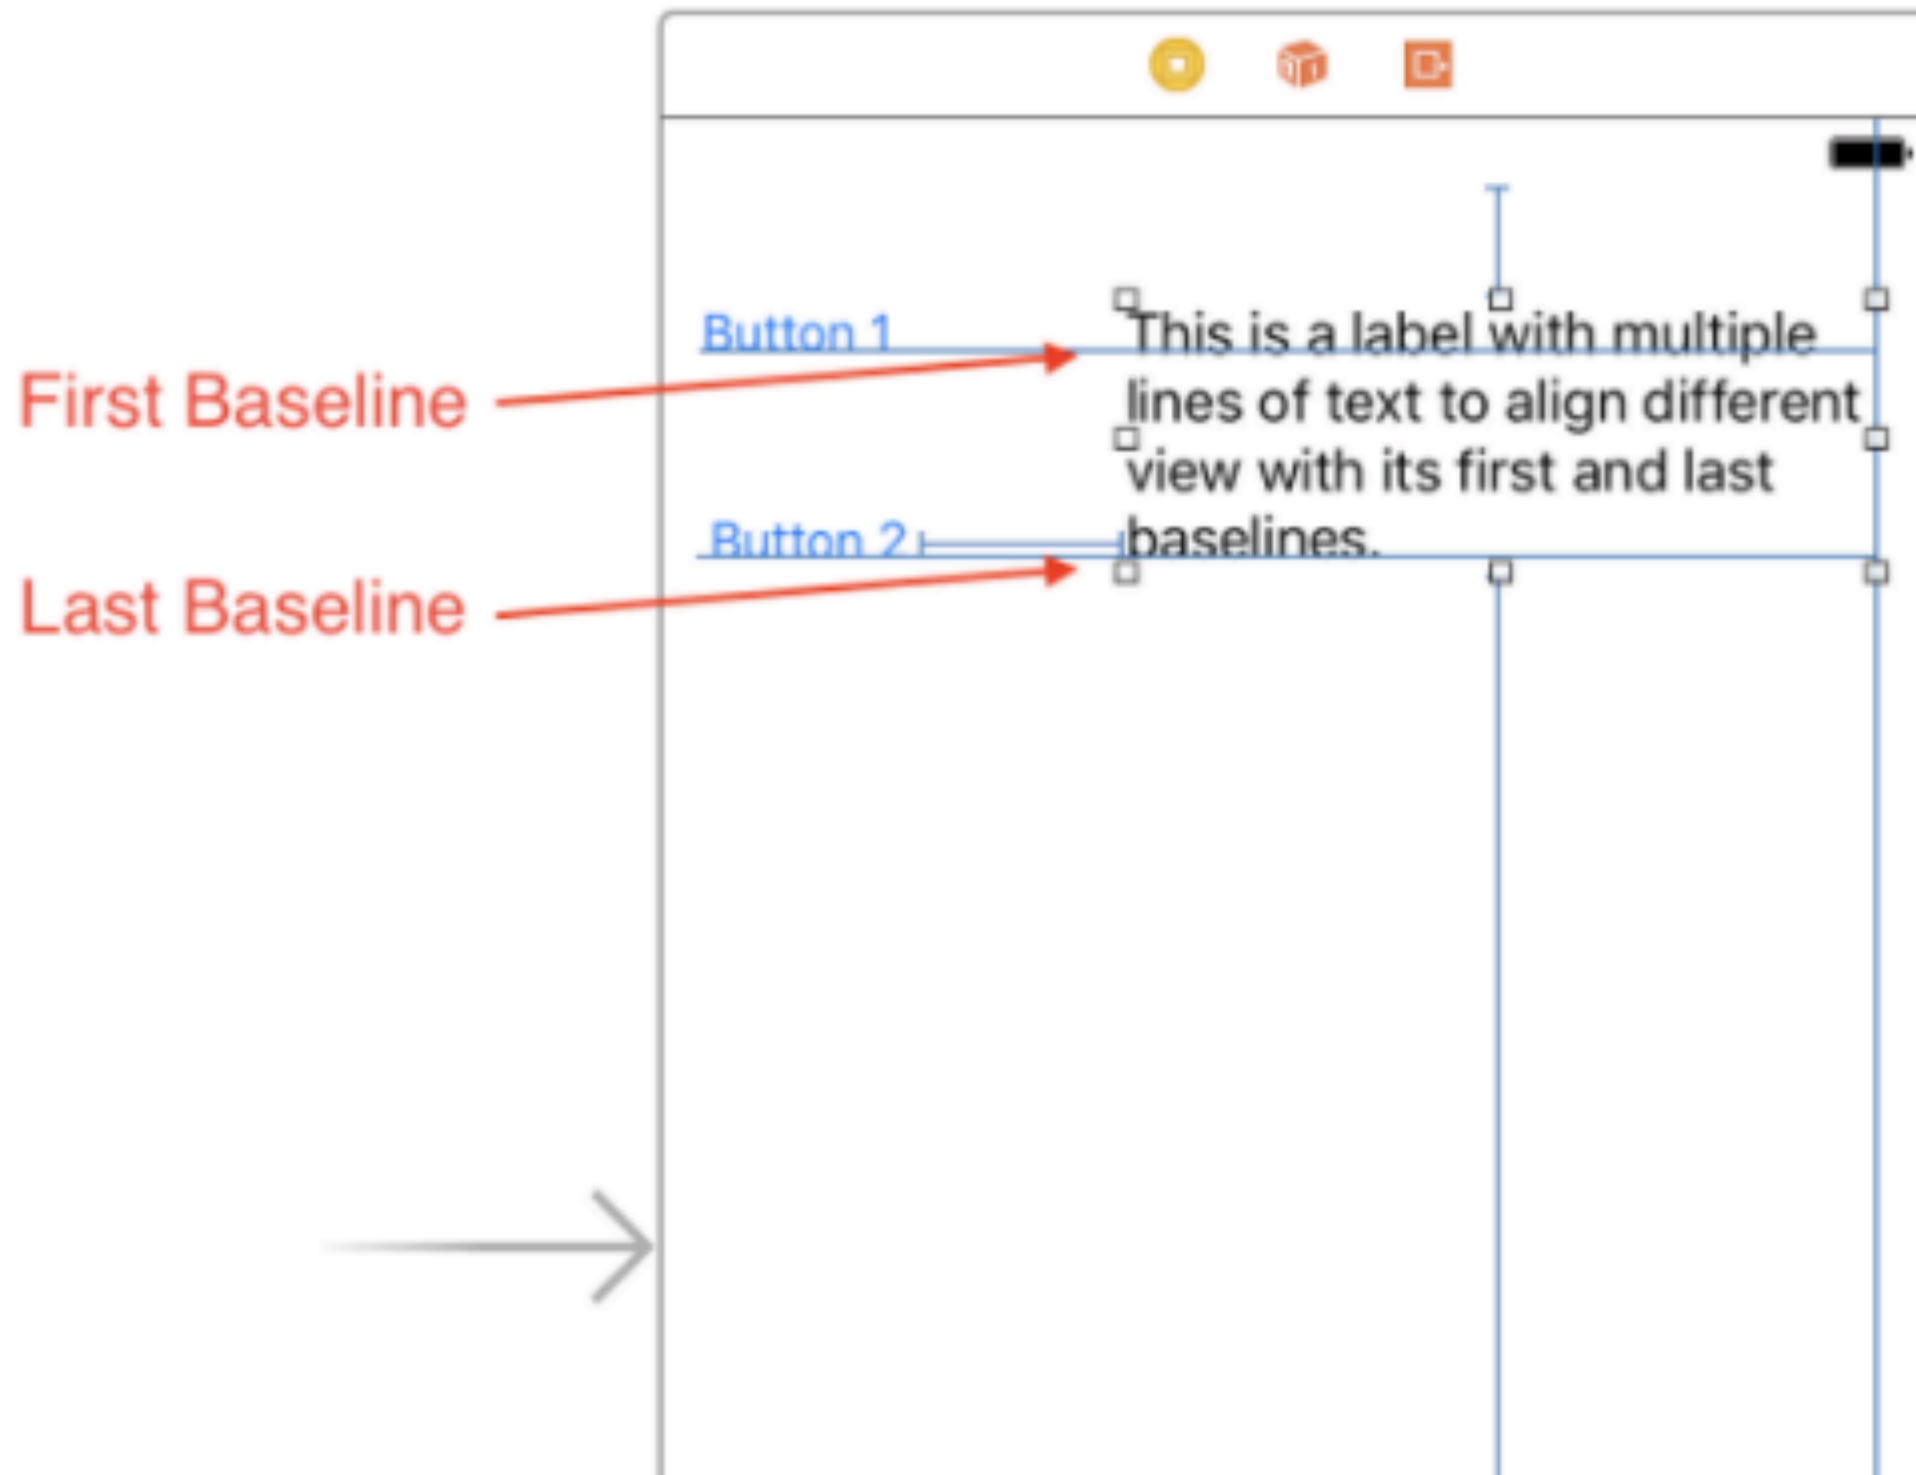 Button 1
This is a label with multiple
First Baseline
lines of text to align different
view with its first and last
Button 2
baselines.
Last Baseline